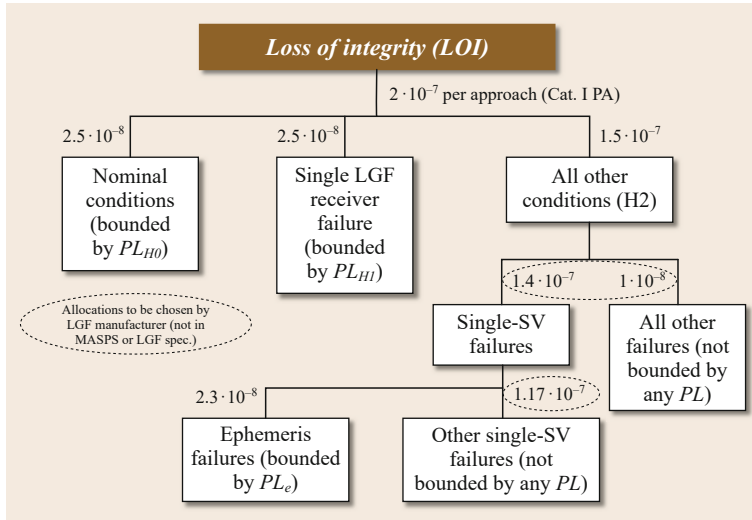 Loss of integrity (LOI)
2 · 10⁻⁷ per approach (Cat. I PA)
2.5 · 10⁻⁸
2.5 · 10⁻⁸
1.5 · 10⁻⁷
Nominal
conditions
(bounded
by PL_H0)
Single LGF
receiver
failure
(bounded
by PL_H1)
All other
conditions (H2)
1.4 · 10⁻⁷
1 · 10⁻⁸
Allocations to be chosen by
LGF manufacturer (not in
MASPS or LGF spec.)
Single-SV
failures
All other
failures (not
bounded by
any PL)
2.3 · 10⁻⁸
1.17 · 10⁻⁷
Ephemeris
failures (bounded
by PL_e)
Other single-SV
failures (not
bounded by any PL)